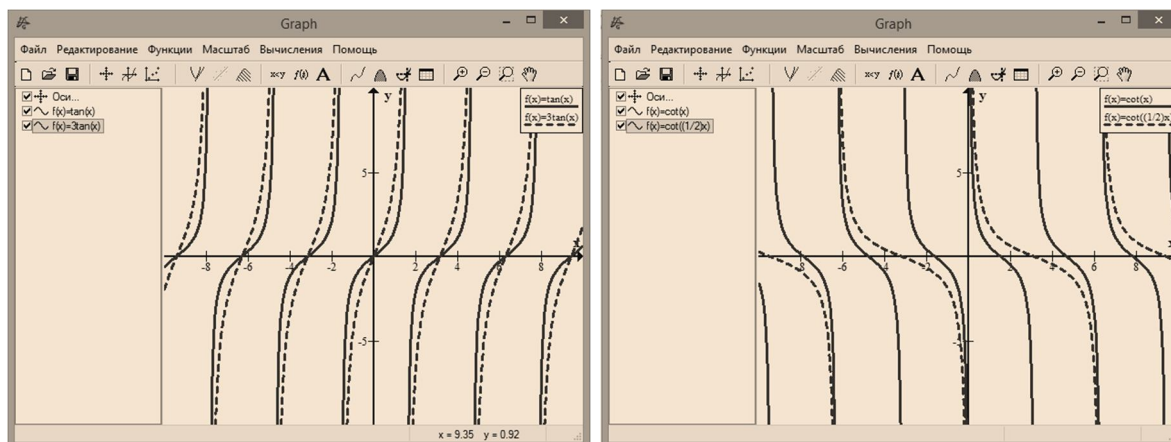 Graph
Файл Редактирование Функции Масштаб Вычисления Помощь
x<y f(x) A
Оси...
f(x)=tan(x)
f(x)=3tan(x)
y
f(x)=tan(x)
f(x)=3tan(x)
5
x
-8 -6 -4 -2 2 4 6 8
-5
x = 9.35 y = 0.92
Graph
Файл Редактирование Функции Масштаб Вычисления Помощь
x<y f(x) A
Оси...
f(x)=cot(x)
f(x)=cot((1/2)x)
y
f(x)=cot(x)
f(x)=cot((1/2)x
5
x
-8 -6 -4 -2 2 4 6 8